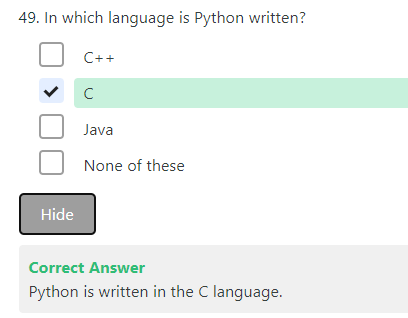 49. In which language is Python written?
C++
C
Java
None of these
Hide
Correct Answer
Python is written in the C language.